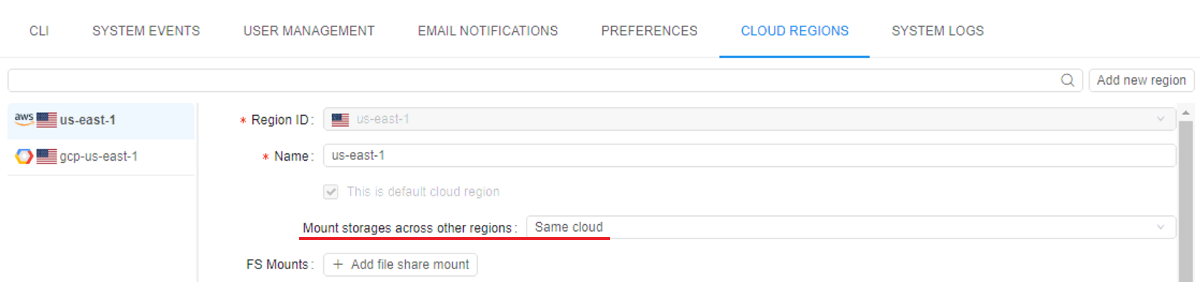 CLI SYSTEM EVENTS USER MANAGEMENT EMAIL NOTIFICATIONS PREFERENCES CLOUD REGIONS SYSTEM LOGS
Add new region
aws us-east-1
gcp-us-east-1
* Region ID: us-east-1
* Name: us-east-1
This is default cloud region
Mount storages across other regions: Same cloud
FS Mounts: + Add file share mount